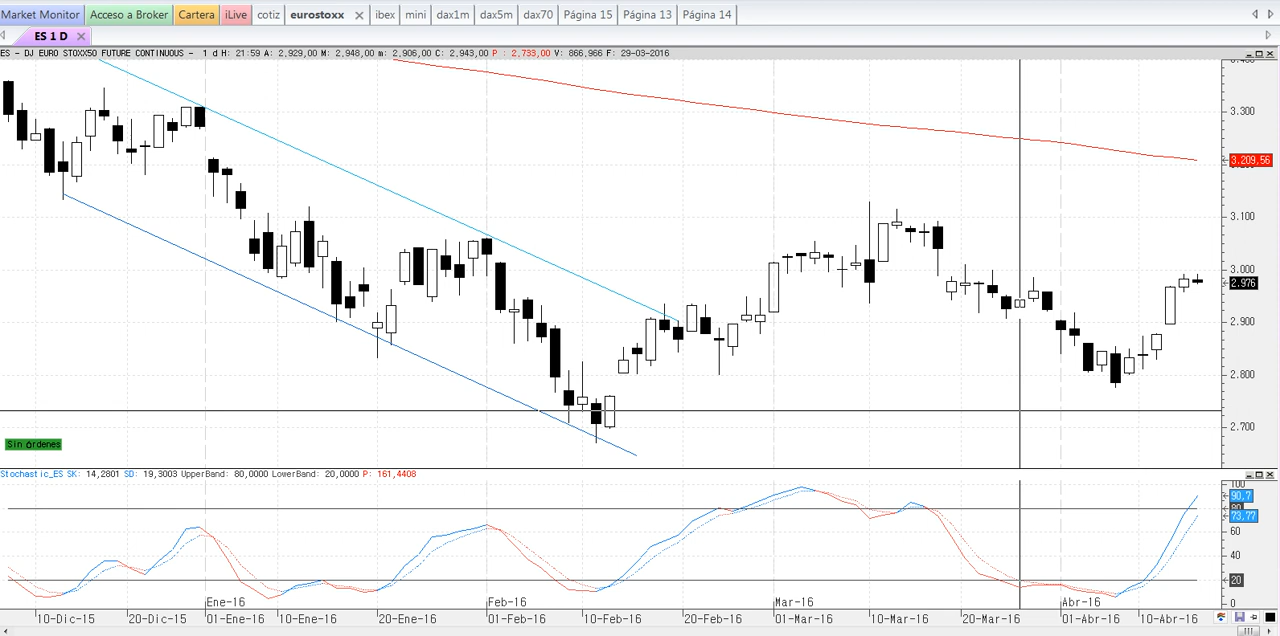 Market Monitor Acceso a Broker Cartera iLive cotiz eurostoxx ibex mini dax1m dax5m dax70 Página 15 Página 13 Página 14
ES 1 D
ES - DJ EURO STOXX50 FUTURE CONTINUOUS - 1 d H: 21:59 A: 2.929,00 M: 2.948,00 m: 2.906,00 C: 2.943,00 P : 2.733,00 V: 866,966 F: 29-03-2016
3.300
3.209,56
3.100
3.000
2.976
2.900
2.800
2.700
Sin órdenes
Stochastic_ES SK: 14,2801 SD: 19,3003 UpperBand: 80,0000 LowerBand: 20,0000 P: 161,4408
100
90,7
80
73,77
60
40
20
0
Ene-16 Feb-16 Mar-16 Abr-16
10-Dic-15 20-Dic-15 01-Ene-16 10-Ene-16 20-Ene-16 01-Feb-16 10-Feb-16 20-Feb-16 01-Mar-16 10-Mar-16 20-Mar-16 01-Abr-16 10-Abr-16